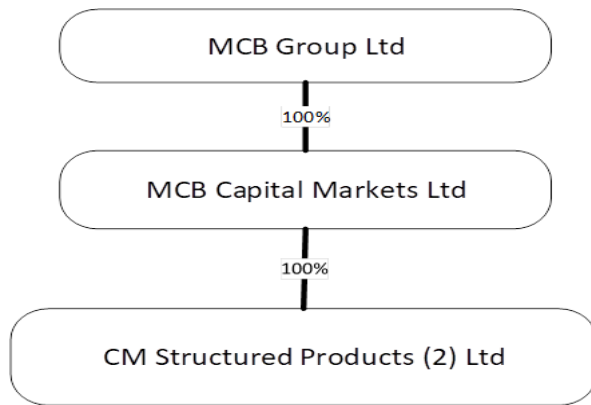 MCB Group Ltd
100%
MCB Capital Markets Ltd
100%
CM Structured Products (2) Ltd